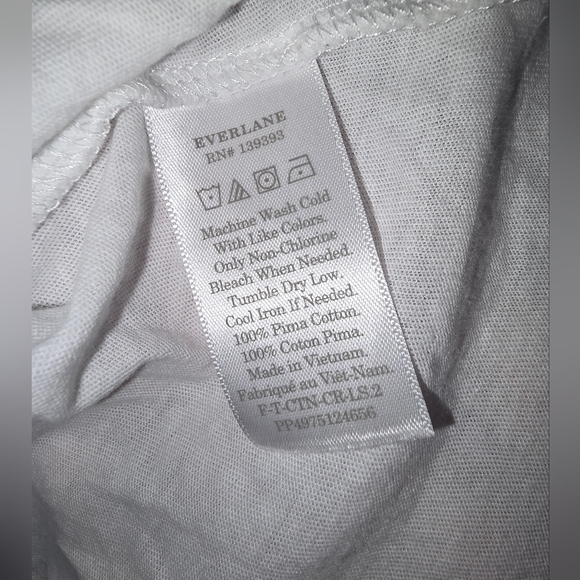 EVERLANE
RN# 139393
Machine Wash Cold
With Like Colors.
Only Non-Chlorine
Bleach When Needed.
Tumble Dry Low.
Cool Iron If Needed.
100% Pima Cotton.
100% Coton Pima.
Made in Vietnam.
Fabriqué au Viêt-Nam.
F-T-CTN-CR-LS:2
PP4975124656